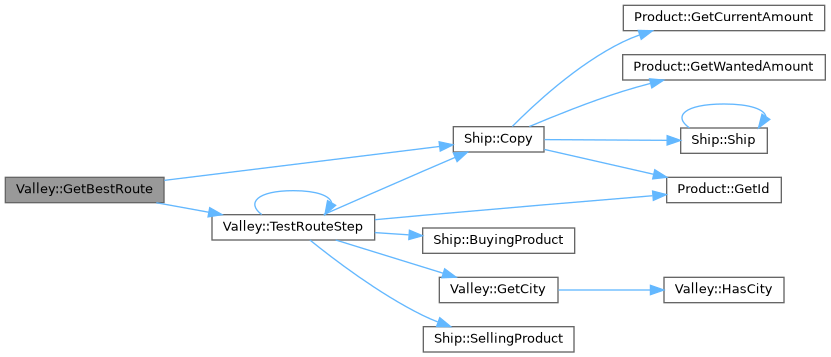 Product::GetCurrentAmount
Product::GetWantedAmount
Ship::Copy
Ship::Ship
Valley::GetBestRoute
Product::GetId
Valley::TestRouteStep
Ship::BuyingProduct
Valley::GetCity
Valley::HasCity
Ship::SellingProduct